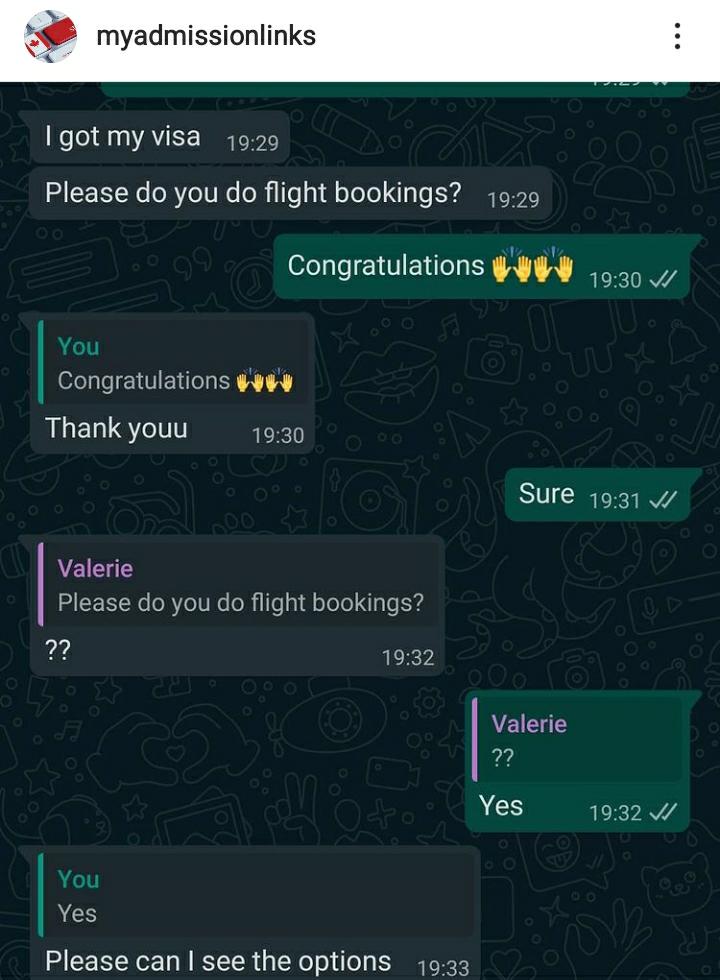 myadmissionlinks
I got my visa 19:29
Please do you do flight bookings? 19:29
Congratulations 🙌🙌 19:30
You
Congratulations 🙌🙌
Thank youu 19:30
Sure 19:31
Valerie
Please do you do flight bookings?
?? 19:32
Valerie
??
Yes 19:32
You
Yes
Please can I see the options 19:33